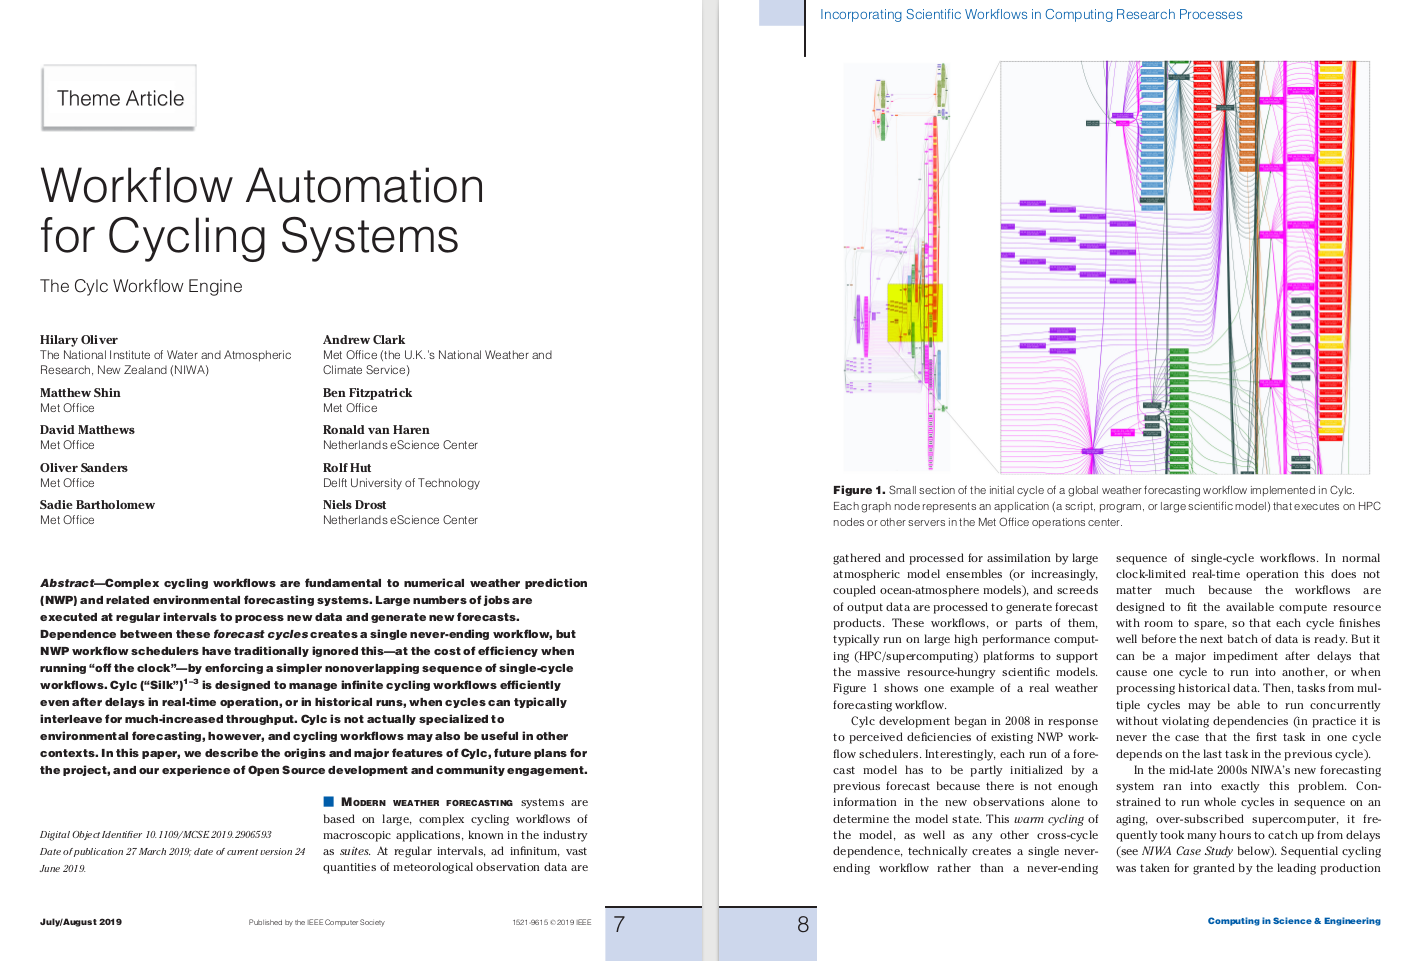 Theme Article
Workflow Automation
for Cycling Systems
The Cylc Workflow Engine
Hilary Oliver
The National Institute of Water and Atmospheric
Research, New Zealand (NIWA)
Matthew Shin
Met Office
David Matthews
Met Office
Oliver Sanders
Met Office
Sadie Bartholomew
Met Office
Andrew Clark
Met Office (the U.K.'s National Weather and
Climate Service)
Ben Fitzpatrick
Met Office
Ronald van Haren
Netherlands eScience Center
Rolf Hut
Delft University of Technology
Niels Drost
Netherlands eScience Center
Abstract—Complex cycling workflows are fundamental to numerical weather prediction
(NWP) and related environmental forecasting systems. Large numbers of jobs are
executed at regular intervals to process new data and generate new forecasts.
Dependence between these forecast cycles creates a single never-ending workflow, but
NWP workflow schedulers have traditionally ignored this—at the cost of efficiency when
running “off the clock”—by enforcing a simpler nonoverlapping sequence of single-cycle
workflows. Cylc (“Silk”)1–3 is designed to manage infinite cycling workflows efficiently
even after delays in real-time operation, or in historical runs, when cycles can typically
interleave for much-increased throughput. Cylc is not actually specialized to
environmental forecasting, however, and cycling workflows may also be useful in other
contexts. In this paper, we describe the origins and major features of Cylc, future plans for
the project, and our experience of Open Source development and community engagement.
Digital Object Identifier 10.1109/MCSE.2019.2906593
Date of publication 27 March 2019; date of current version 24
June 2019.
MODERN WEATHER FORECASTING systems are
based on large, complex cycling workflows of
macroscopic applications, known in the industry
as suites. At regular intervals, ad infinitum, vast
quantities of meteorological observation data are
July/August 2019
Published by the IEEE Computer Society
1521-9615 © 2019 IEEE
7
Incorporating Scientific Workflows in Computing Research Processes
Figure 1. Small section of the initial cycle of a global weather forecasting workflow implemented in Cylc.
Each graph node represents an application (a script, program, or large scientific model) that executes on HPC
nodes or other servers in the Met Office operations center.
gathered and processed for assimilation by large
atmospheric model ensembles (or increasingly,
coupled ocean-atmosphere models), and screeds
of output data are processed to generate forecast
products. These workflows, or parts of them,
typically run on large high performance comput-
ing (HPC/supercomputing) platforms to support
the massive resource-hungry scientific models.
Figure 1 shows one example of a real weather
forecasting workflow.
Cylc development began in 2008 in response
to perceived deficiencies of existing NWP work-
flow schedulers. Interestingly, each run of a fore-
cast model has to be partly initialized by a
previous forecast because there is not enough
information in the new observations alone to
determine the model state. This warm cycling of
the model, as well as any other cross-cycle
dependence, technically creates a single never-
ending workflow rather than a never-ending
sequence of single-cycle workflows. In normal
clock-limited real-time operation this does not
matter much because the workflows are
designed to fit the available compute resource
with room to spare, so that each cycle finishes
well before the next batch of data is ready. But it
can be a major impediment after delays that
cause one cycle to run into another, or when
processing historical data. Then, tasks from mul-
tiple cycles may be able to run concurrently
without violating dependencies (in practice it is
never the case that the first task in one cycle
depends on the last task in the previous cycle).
In the mid-late 2000s NIWA's new forecasting
system ran into exactly this problem. Con-
strained to run whole cycles in sequence on an
aging, over-subscribed supercomputer, it fre-
quently took many hours to catch up from delays
(see NIWA Case Study below). Sequential cycling
was taken for granted by the leading production
8
Computing in Science & Engineering